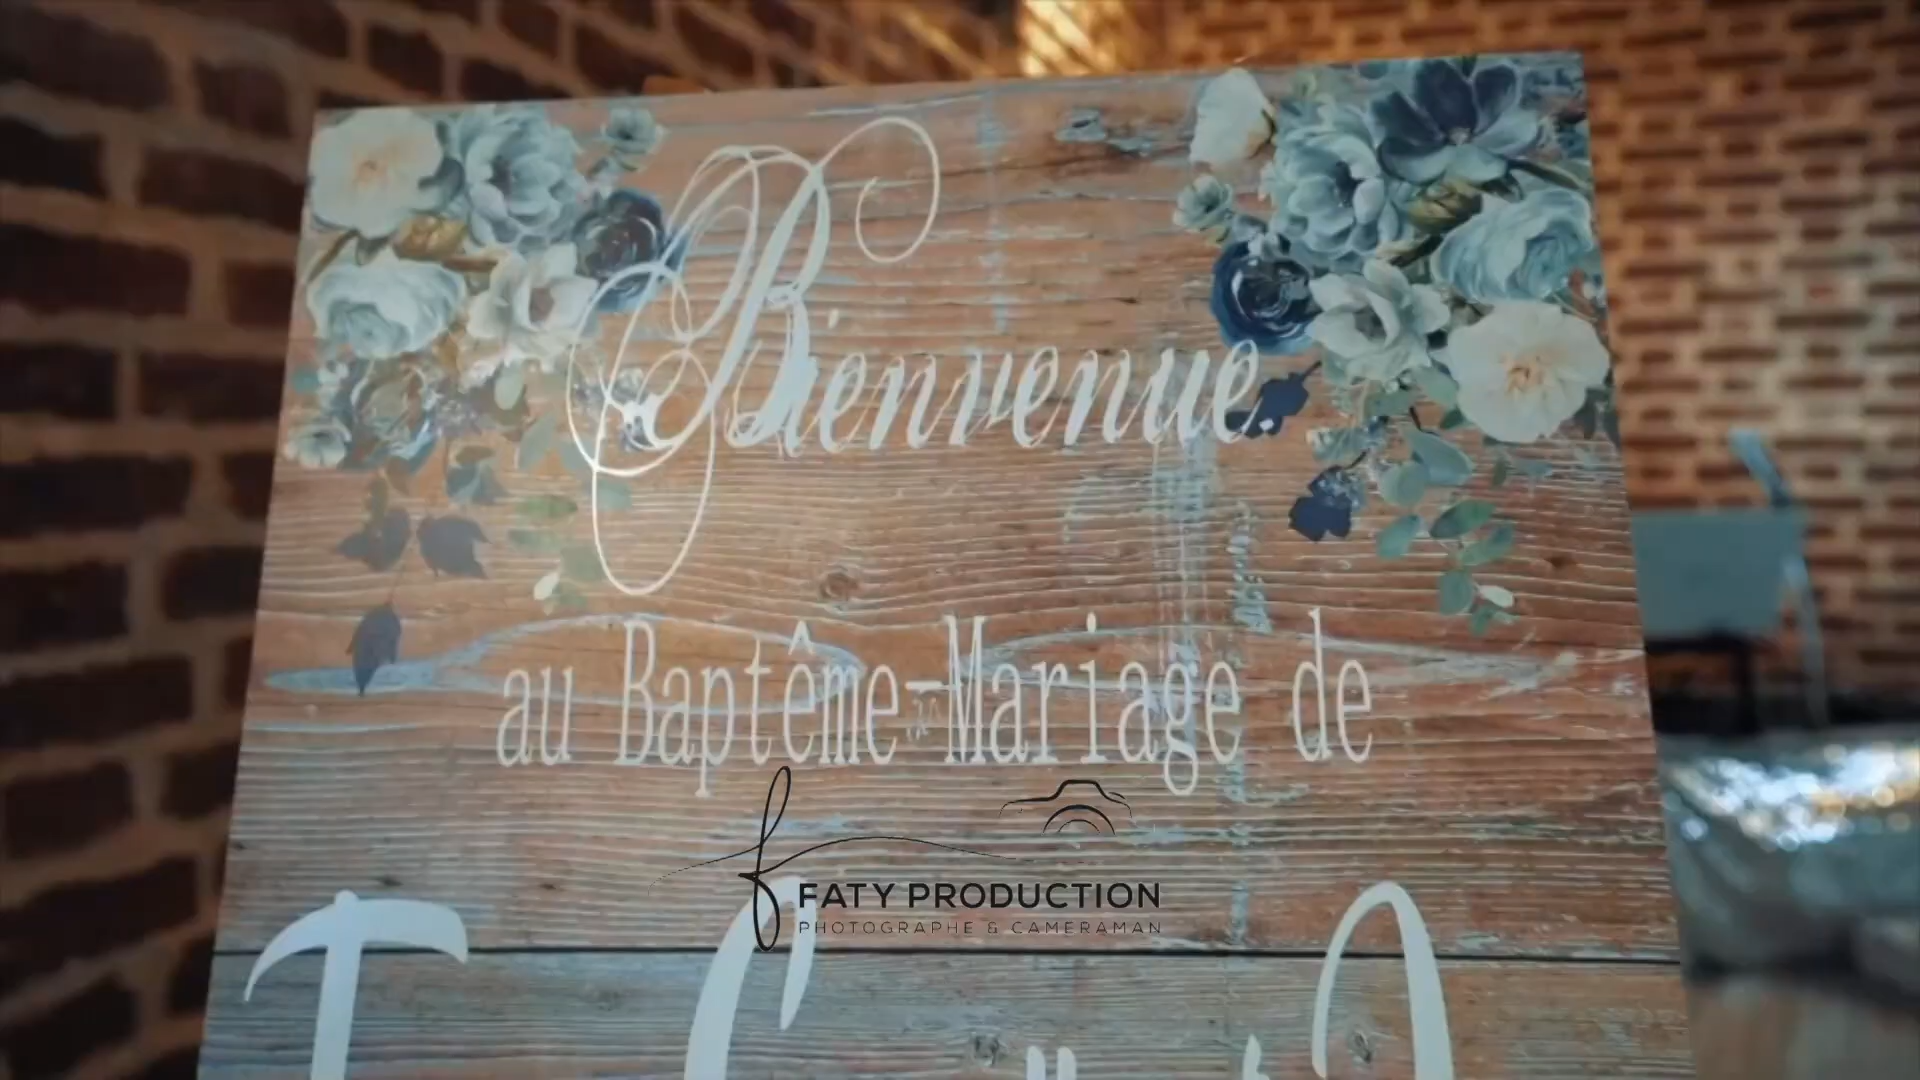 Bienvenue
au Baptême-Mariage de
FATY PRODUCTION
PHOTOGRAPHE & CAMERAMAN